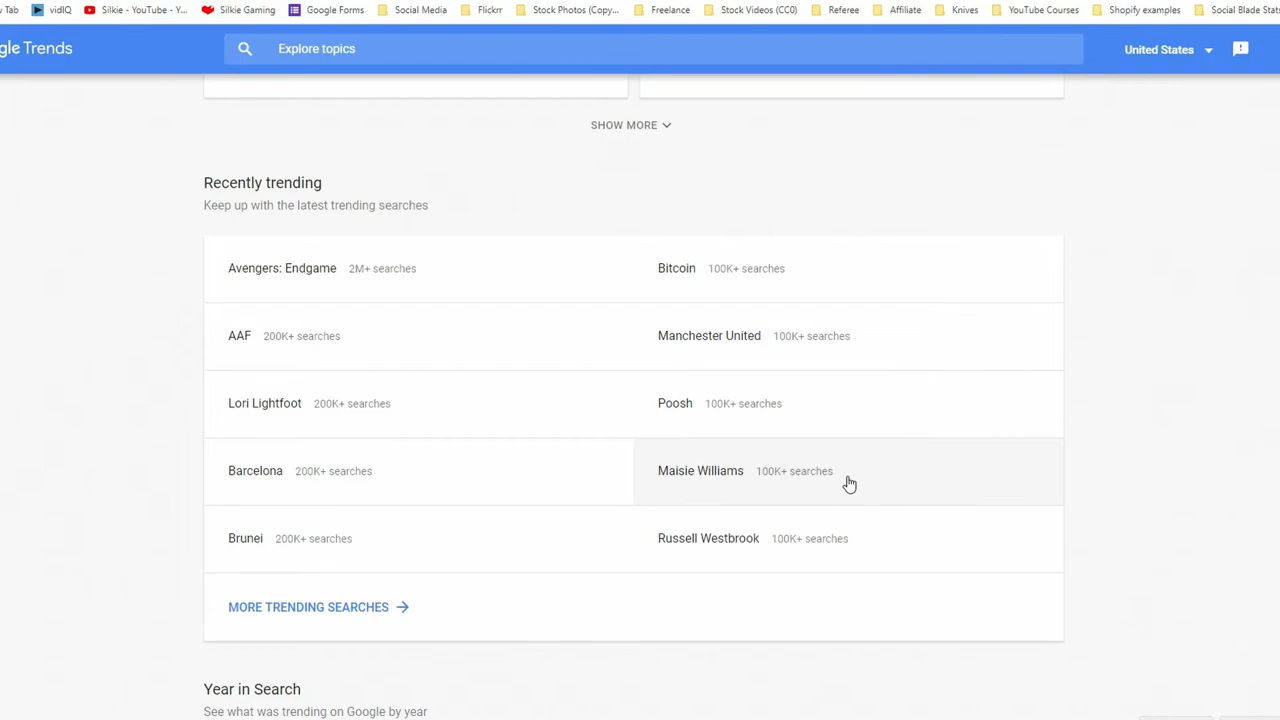 Tab vidIQ Silkie - YouTube - Y... Silkie Gaming Google Forms Social Media Flickrr Stock Photos (Copy... Freelance Stock Videos (CC0) Referee Affiliate Knives YouTube Courses Shopify examples Social Blade Stats
gle Trends Explore topics United States
SHOW MORE
Recently trending
Keep up with the latest trending searches
Avengers: Endgame 2M+ searches Bitcoin 100K+ searches
AAF 200K+ searches Manchester United 100K+ searches
Lori Lightfoot 200K+ searches Poosh 100K+ searches
Barcelona 200K+ searches Maisie Williams 100K+ searches
Brunei 200K+ searches Russell Westbrook 100K+ searches
MORE TRENDING SEARCHES
Year in Search
See what was trending on Google by year